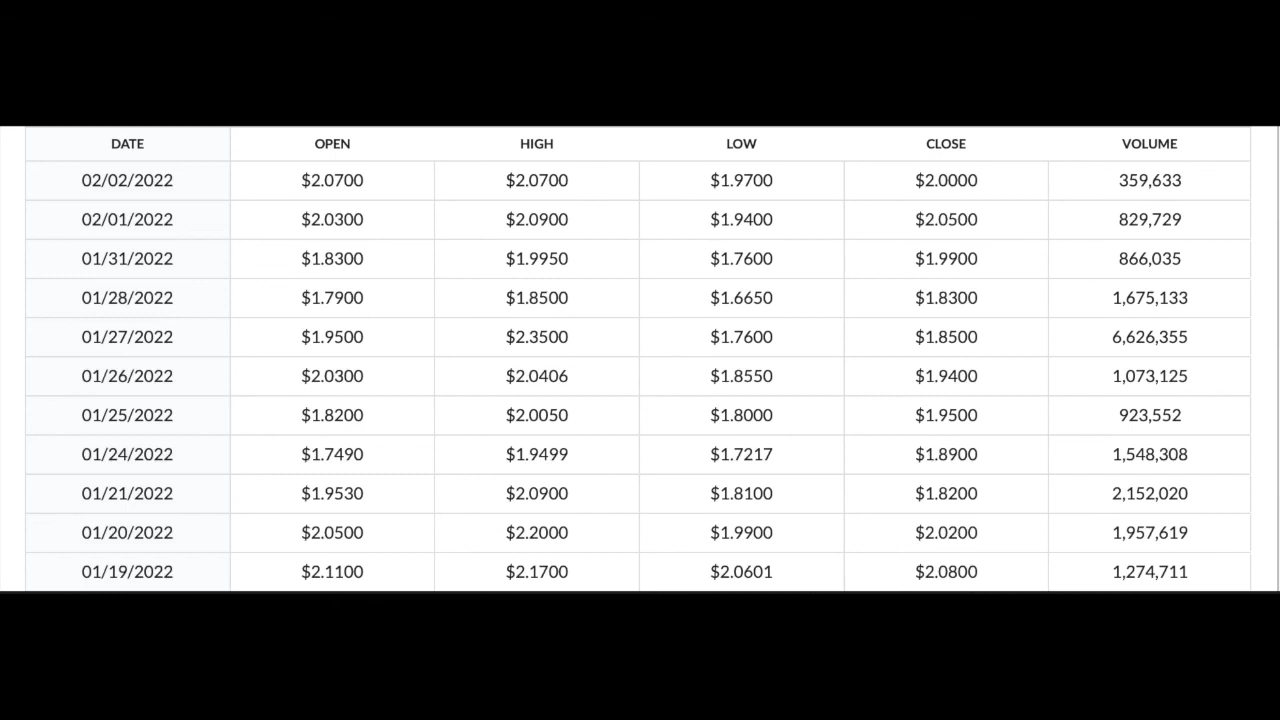 DATE OPEN HIGH LOW CLOSE VOLUME
02/02/2022 $2.0700 $2.0700 $1.9700 $2.0000 359,633
02/01/2022 $2.0300 $2.0900 $1.9400 $2.0500 829,729
01/31/2022 $1.8300 $1.9950 $1.7600 $1.9900 866,035
01/28/2022 $1.7900 $1.8500 $1.6650 $1.8300 1,675,133
01/27/2022 $1.9500 $2.3500 $1.7600 $1.8500 6,626,355
01/26/2022 $2.0300 $2.0406 $1.8550 $1.9400 1,073,125
01/25/2022 $1.8200 $2.0050 $1.8000 $1.9500 923,552
01/24/2022 $1.7490 $1.9499 $1.7217 $1.8900 1,548,308
01/21/2022 $1.9530 $2.0900 $1.8100 $1.8200 2,152,020
01/20/2022 $2.0500 $2.2000 $1.9900 $2.0200 1,957,619
01/19/2022 $2.1100 $2.1700 $2.0601 $2.0800 1,274,711